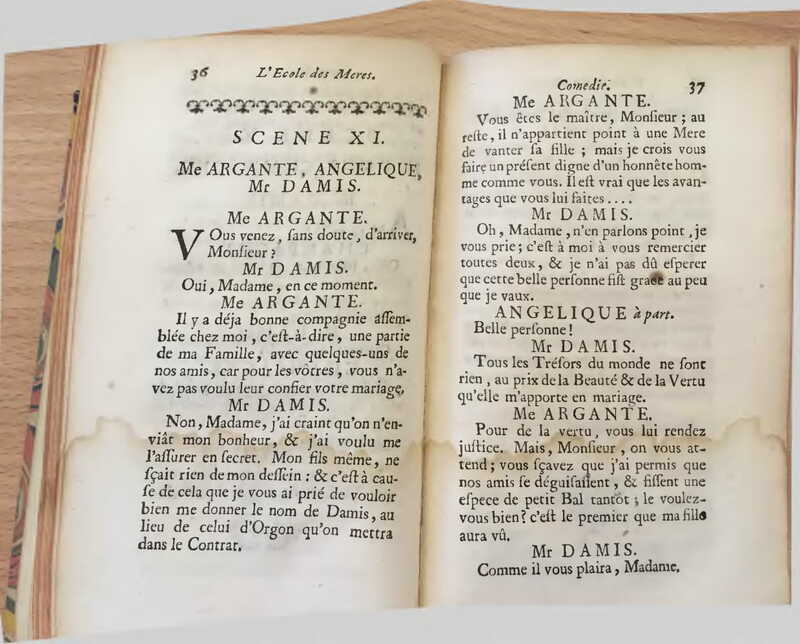 36 L'Ecole des Meres.
SCENE XI.
Me ARGANTE, ANGELIQUE,
Mr DAMIS.
Me ARGANTE.
VOus venez, ſans doute, d'arriver,
Monſieur?
Mr DAMIS.
Oui, Madame, en ce moment.
Me ARGANTE.
Il y a déja bonne compagnie aſſem-
blée chez moi, c'eſt-à-dire, une partie
de ma Famille, avec quelques-uns de
nos amis, car pour les vôtres, vous n'a-
vez pas voulu leur confier votre mariage.
Mr DAMIS.
Non, Madame, j'ai craint qu'on n'en-
viât mon bonheur, & j'ai voulu me
l'aſſurer en ſecret. Mon fils même, ne
ſçait rien de mon deſſein: & c'eſt à cau-
ſe de cela que je vous ai prié de vouloir
bien me donner le nom de Damis, au
lieu de celui d'Orgon qu'on mettra
dans le Contrat.
Comedie. 37
Me ARGANTE.
Vous êtes le maître, Monſieur; au
reſte, il n'appartient point à une Mere
de vanter ſa fille; mais je crois vous
faire un préſent digne d'un honnête hom-
me comme vous. Il eſt vrai que les avan-
tages que vous lui faites....
Mr DAMIS.
Oh, Madame, n'en parlons point, je
vous prie; c'eſt à moi à vous remercier
toutes deux, & je n'ai pas dû eſperer
que cette belle perſonne fiſt grace au peu
que je vaux.
ANGELIQUE à part.
Belle perſonne!
Mr DAMIS.
Tous les Tréſors du monde ne ſont
rien, au prix de la Beauté & de la Vertu
qu'elle m'apporte en mariage.
Me ARGANTE.
Pour de la vertu, vous lui rendez
juſtice. Mais, Monſieur, on vous at-
tend; vous ſçavez que j'ai permis que
nos amis ſe déguiſaſſent, & fiſſent une
eſpece de petit Bal tantôt; le voulez-
vous bien? c'eſt le premier que ma fille
aura vû.
Mr DAMIS.
Comme il vous plaira, Madame.